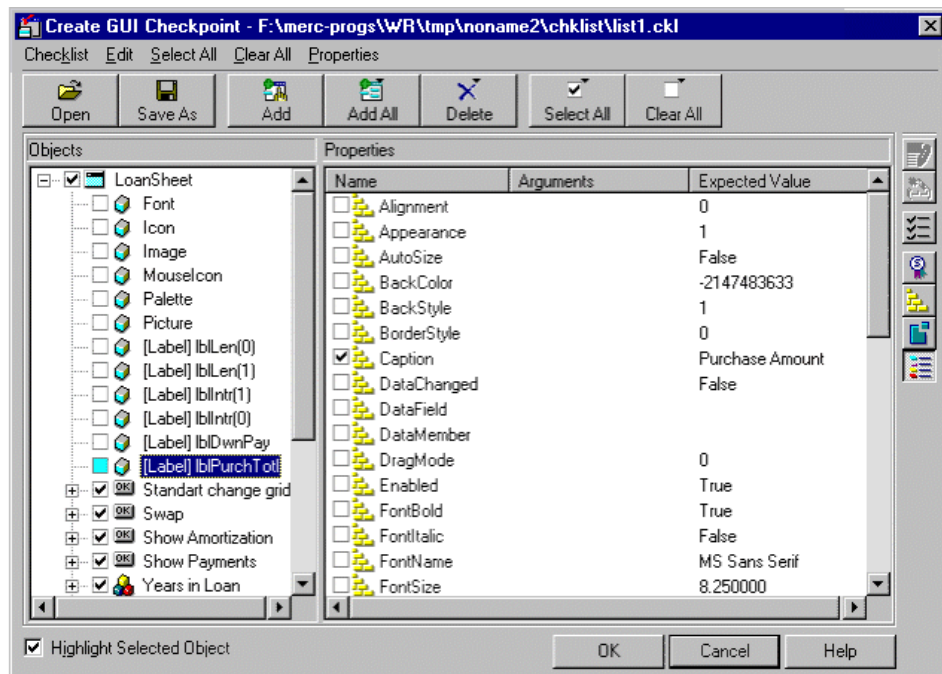 Create GUI Checkpoint - F:\merc-progs\WR\tmp\noname2\chklist\list1.ckl
Checklist Edit Select All Clear All Properties
Open Save As Add Add All Delete Select All Clear All
Objects Properties
LoanSheet
Font
Icon
Image
MouseIcon
Palette
Picture
[Label] lblLen(0)
[Label] lblLen(1)
[Label] lblIntr(1)
[Label] lblIntr(0)
[Label] lblDwnPay
[Label] lblPurchTotl
OK Standart change grid
OK Swap
OK Show Amortization
OK Show Payments
Years in Loan
Name Arguments Expected Value
Alignment 0
Appearance 1
AutoSize False
BackColor -2147483633
BackStyle 1
BorderStyle 0
Caption Purchase Amount
DataChanged False
DataField
DataMember
DragMode 0
Enabled True
FontBold True
FontItalic False
FontName MS Sans Serif
FontSize 8.250000
Highlight Selected Object
OK Cancel Help